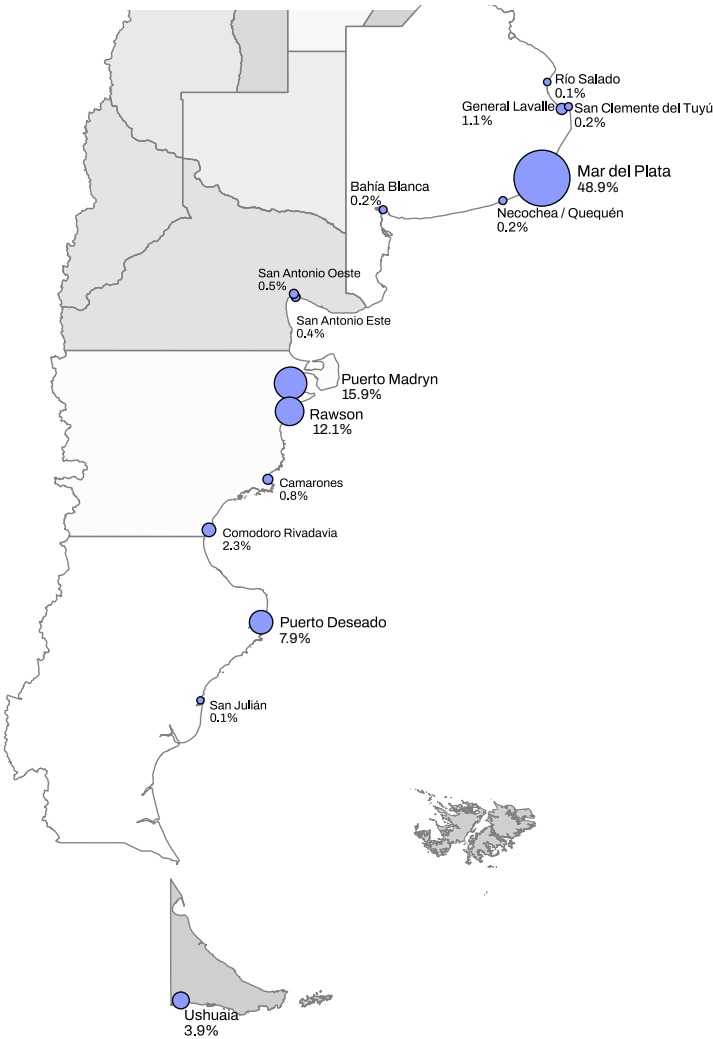 Río Salado
0.1%
General Lavalle
1.1%
San Clemente del Tuyú
0.2%
Mar del Plata
48.9%
Bahía Blanca
0.2%
Necochea / Quequén
0.2%
San Antonio Oeste
0.5%
San Antonio Este
0.4%
Puerto Madryn
15.9%
Rawson
12.1%
Camarones
0.8%
Comodoro Rivadavia
2.3%
Puerto Deseado
7.9%
San Julián
0.1%
Ushuaia
3.9%